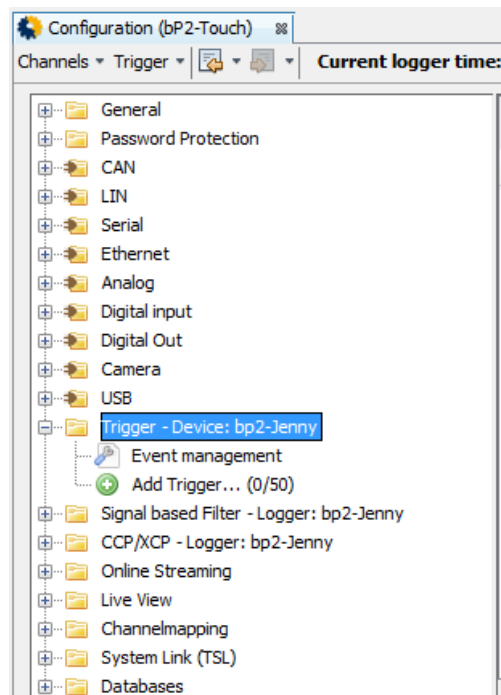 Configuration (bP2-Touch)
Channels Trigger Current logger time:
General
Password Protection
CAN
LIN
Serial
Ethernet
Analog
Digital input
Digital Out
Camera
USB
Trigger - Device: bp2-Jenny
Event management
Add Trigger... (0/50)
Signal based Filter - Logger: bp2-Jenny
CCP/XCP - Logger: bp2-Jenny
Online Streaming
Live View
Channelmapping
System Link (TSL)
Databases